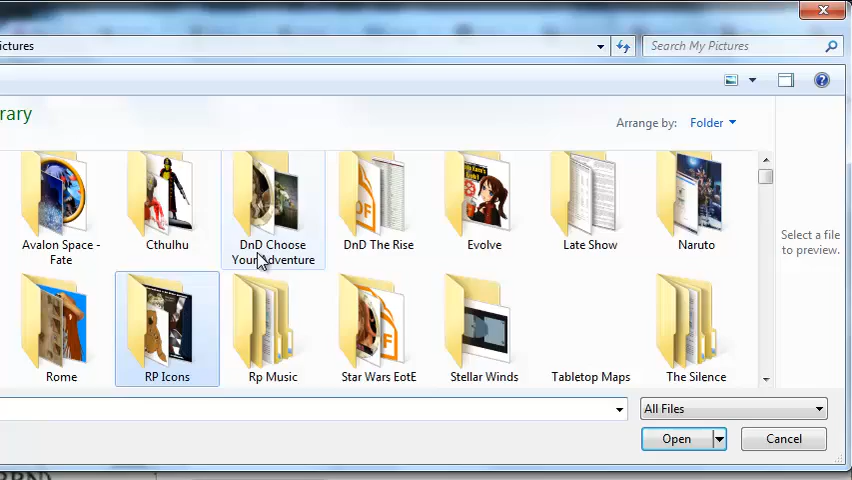 ictures
Search My Pictures
rary
Arrange by: Folder
Avalon Space -
Fate
Cthulhu
DnD Choose
Your Adventure
DnD The Rise
Evolve
Late Show
Naruto
Select a file
to preview.
Rome
RP Icons
Rp Music
Star Wars EotE
Stellar Winds
Tabletop Maps
The Silence
All Files
Open
Cancel